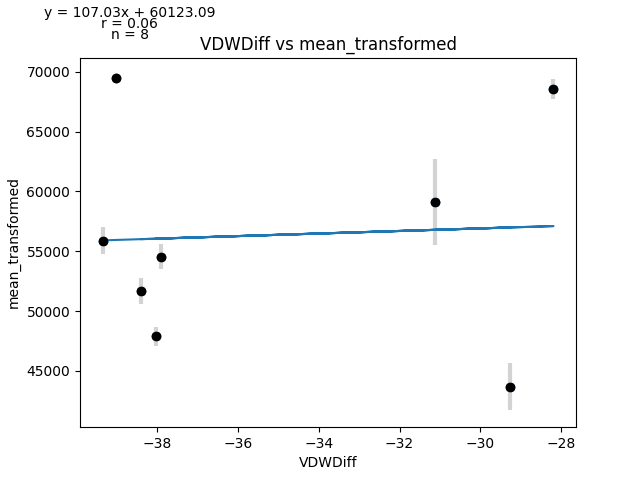 y = 107.03x + 60123.09
r = 0.06
n = 8
VDWDiff vs mean_transformed
70000
65000
60000
55000
50000
45000
mean_transformed
−38
−36
−34
−32
−30
−28
VDWDiff